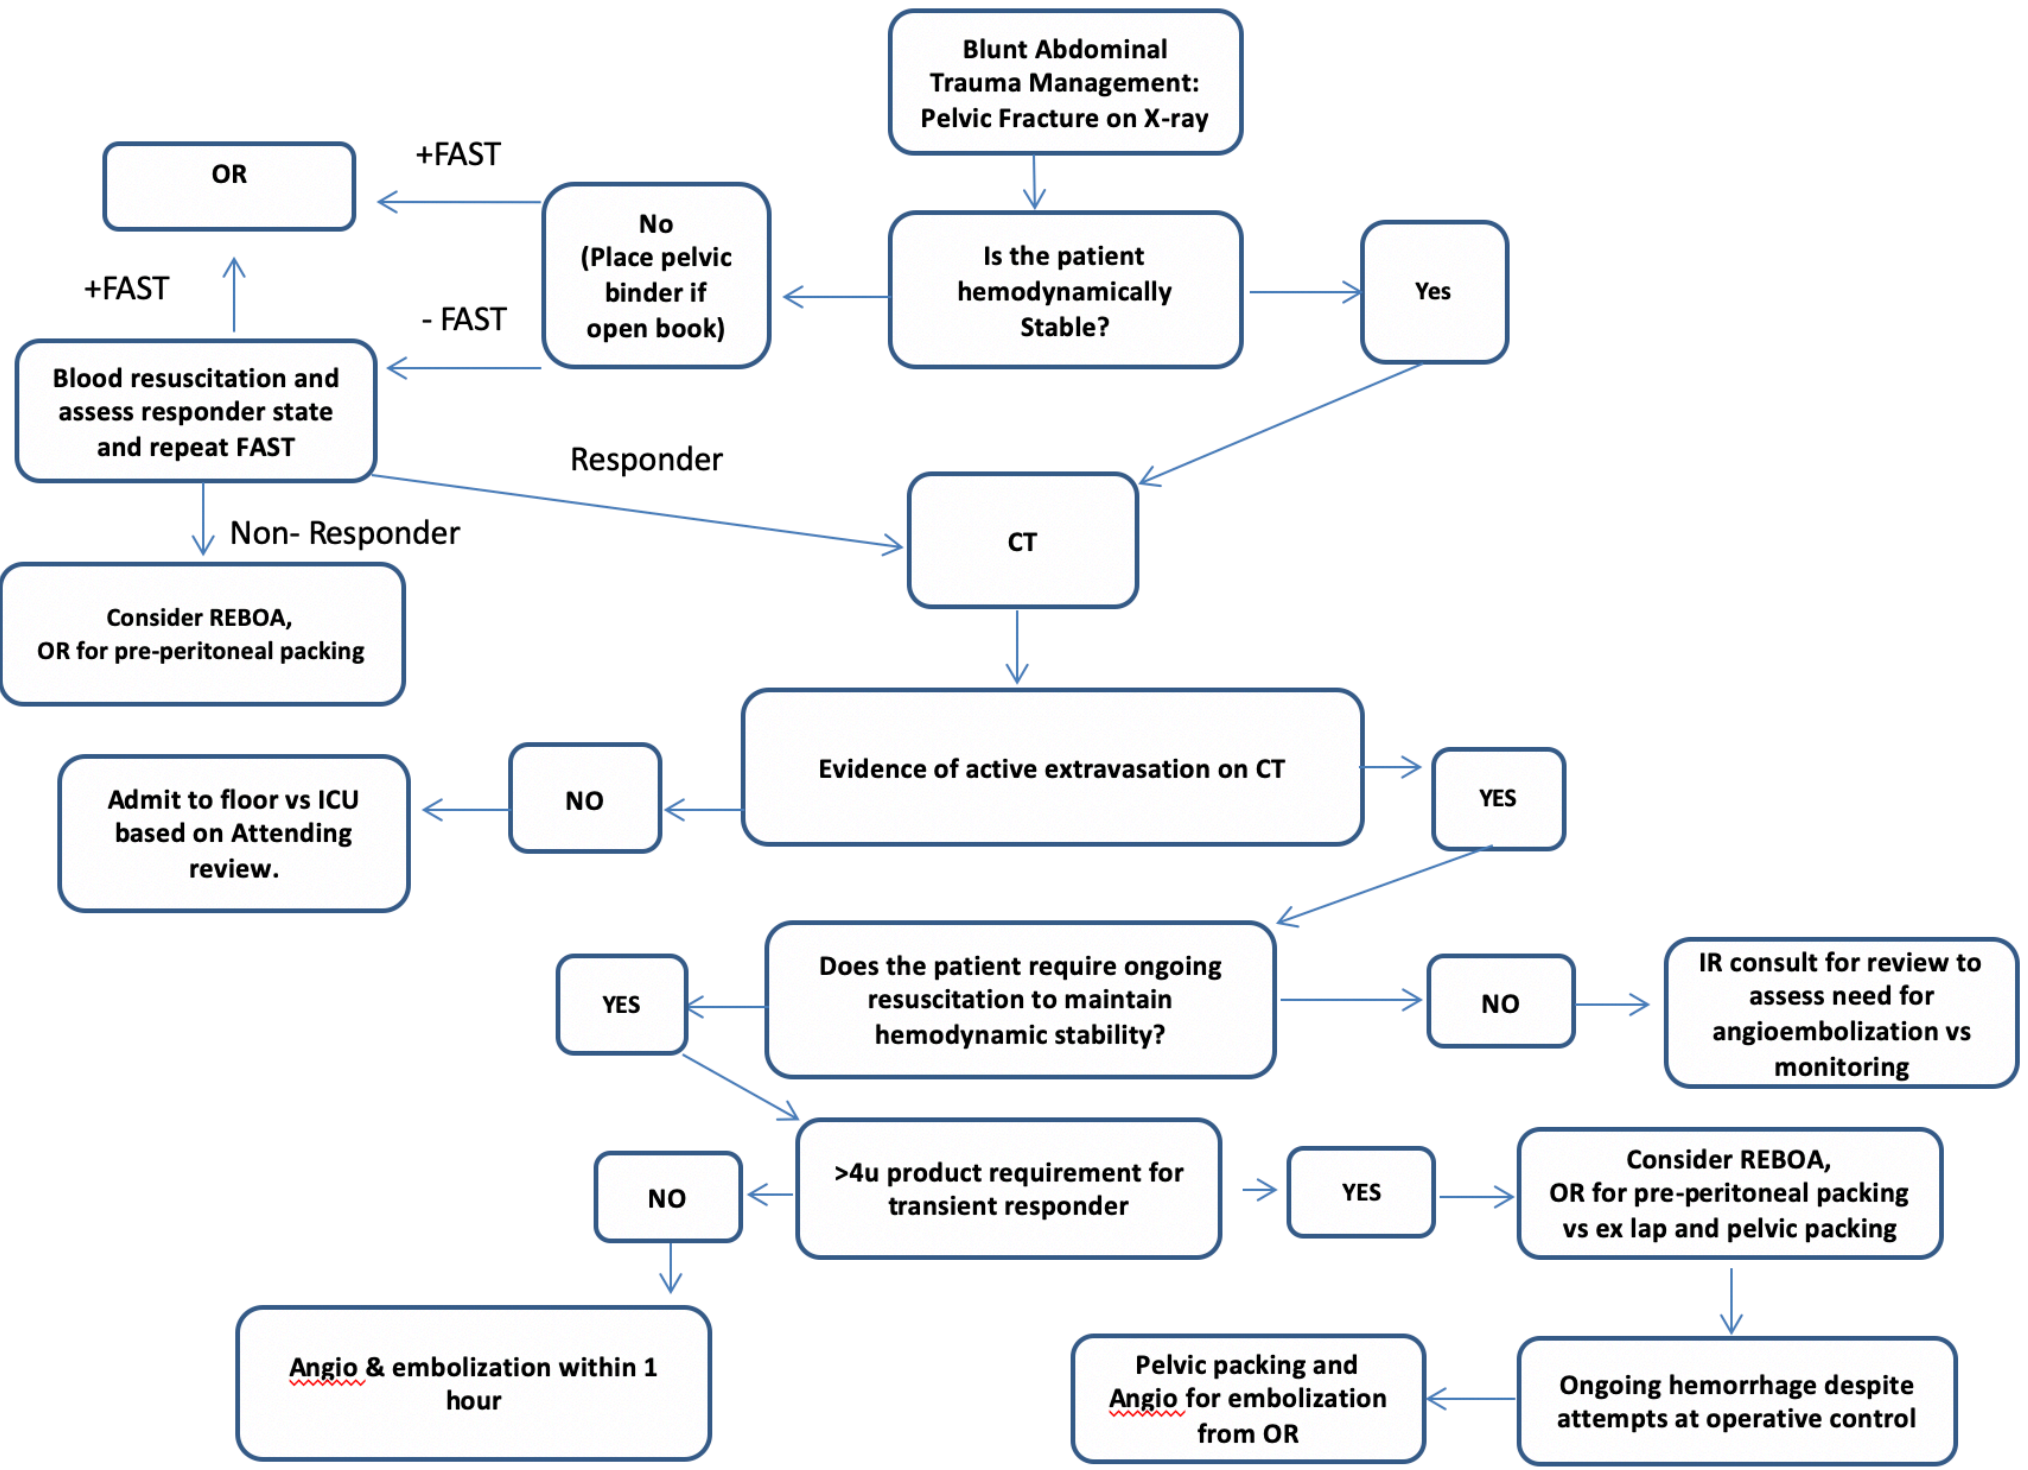 Blunt Abdominal
Trauma Management:
Pelvic Fracture on X-ray
OR
+FAST
No
(Place pelvic
binder if
open book)
Is the patient
hemodynamically
Stable?
Yes
+FAST
- FAST
Blood resuscitation and
assess responder state
and repeat FAST
Responder
Non- Responder
CT
Consider REBOA,
OR for pre-peritoneal packing
Evidence of active extravasation on CT
NO
YES
Admit to floor vs ICU
based on Attending
review.
Does the patient require ongoing
resuscitation to maintain
hemodynamic stability?
YES
NO
IR consult for review to
assess need for
angioembolization vs
monitoring
>4u product requirement for
transient responder
NO
YES
Consider REBOA,
OR for pre-peritoneal packing
vs ex lap and pelvic packing
Angio & embolization within 1
hour
Pelvic packing and
Angio for embolization
from OR
Ongoing hemorrhage despite
attempts at operative control